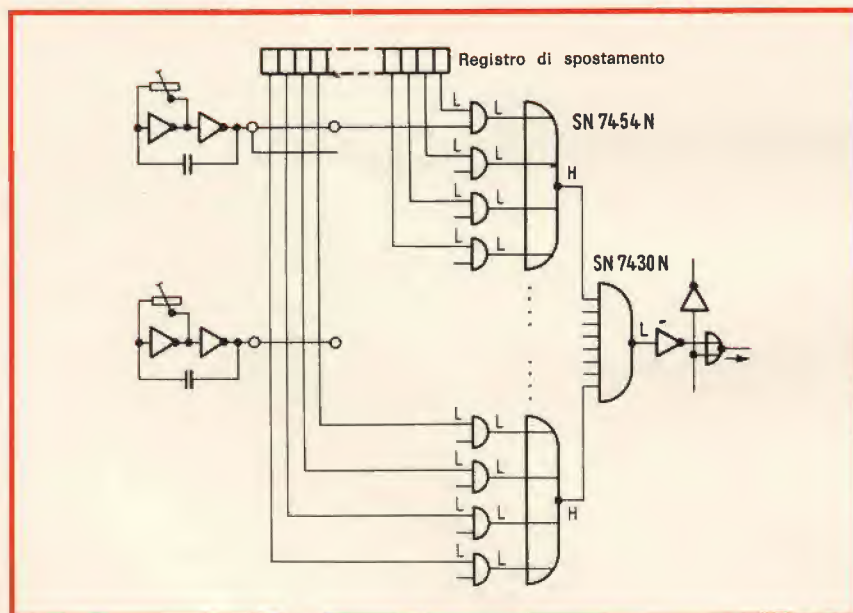 Registro di spostamento
L L
SN 7454 N
L L
H
L L
L L
SN 7430 N
L
L L
L L
L L
H
L L